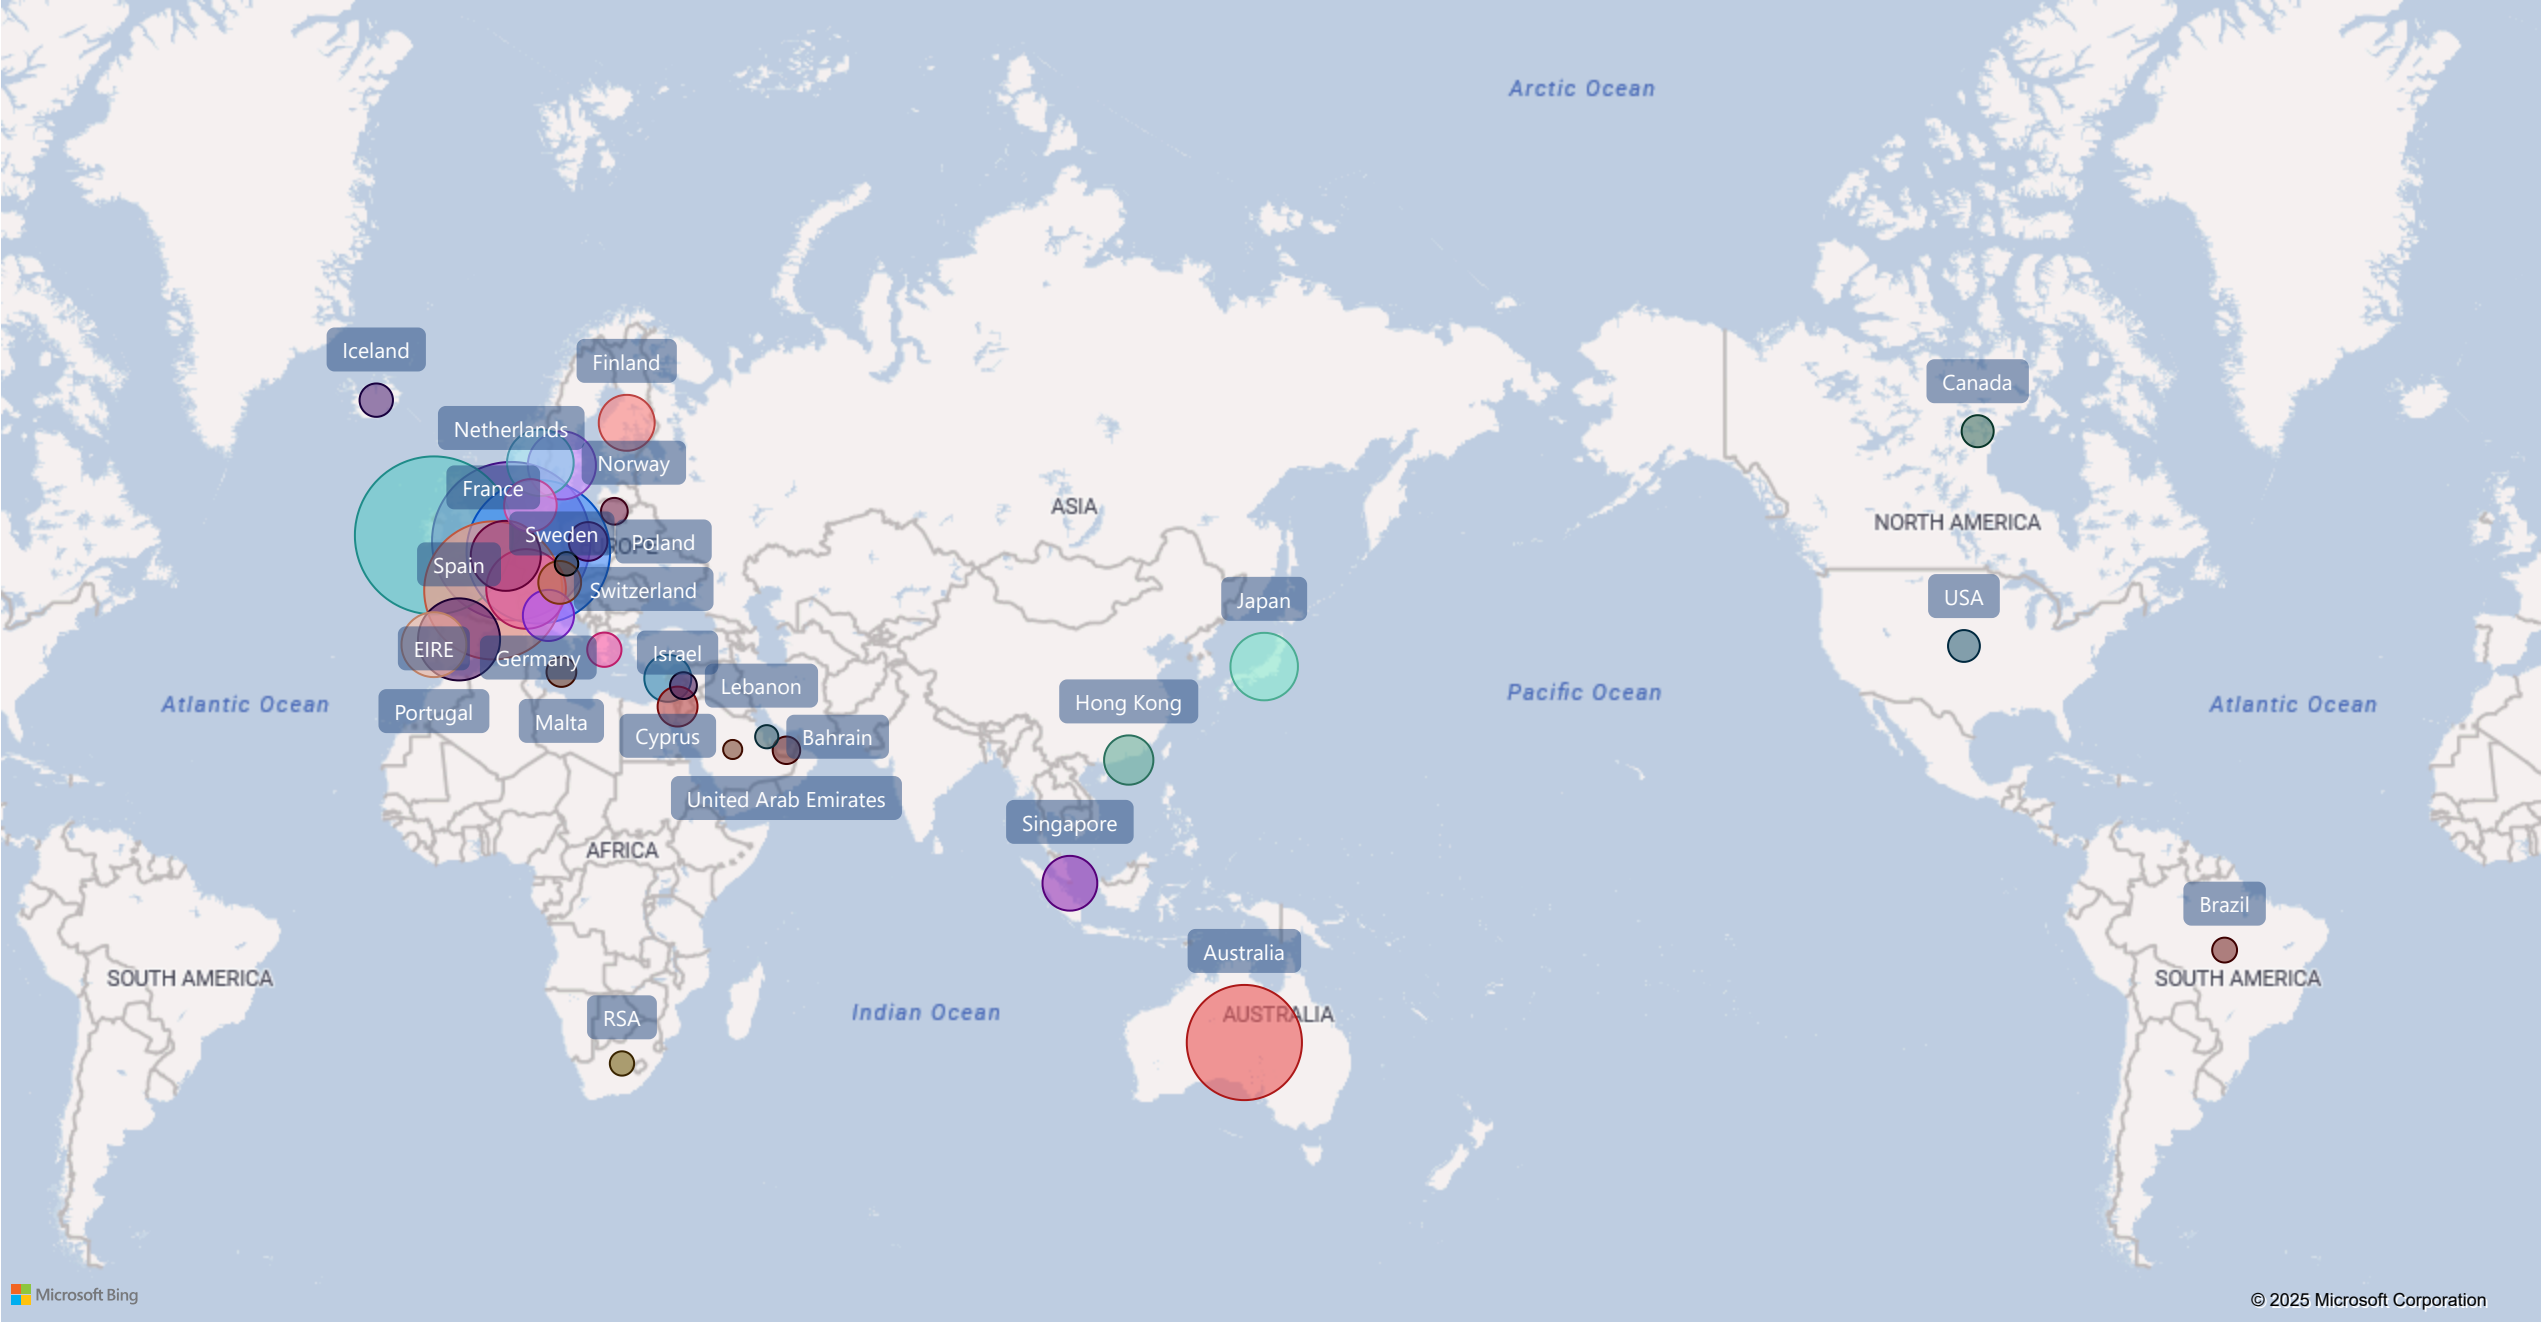 Arctic Ocean
Iceland
Finland
Canada
Netherlands
Norway
France
ASIA
NORTH AMERICA
Sweden
Poland
Spain
Switzerland
Japan
USA
EIRE
Germany
Israel
Lebanon
Pacific Ocean
Atlantic Ocean
Atlantic Ocean
Hong Kong
Portugal
Malta
Cyprus
Bahrain
United Arab Emirates
Singapore
AFRICA
Brazil
Australia
SOUTH AMERICA
SOUTH AMERICA
Indian Ocean
AUSTRALIA
RSA
Microsoft Bing
© 2025 Microsoft Corporation